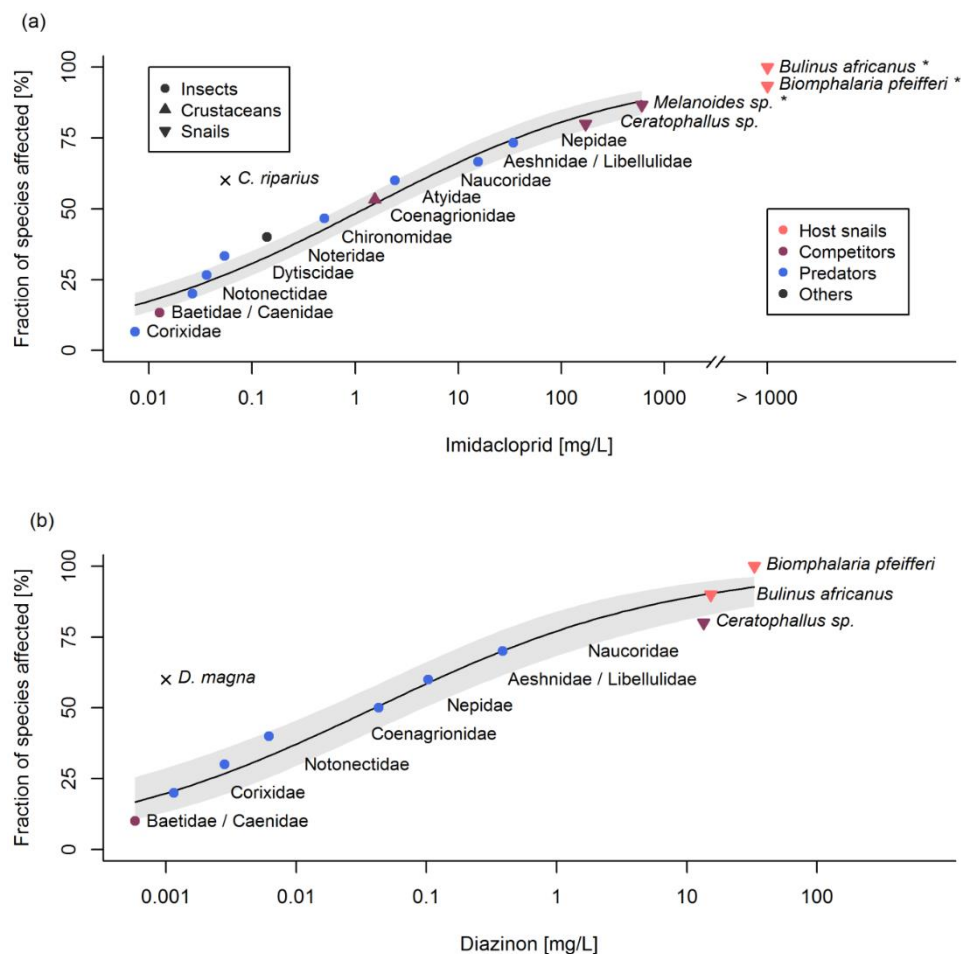 (a)
Fraction of species affected [%]
100
75
50
25
0
Insects
Crustaceans
Snails
Bulinus africanus *
Biomphalaria pfeifferi *
Melanoides sp. *
Ceratophallus sp.
Nepidae
Aeshnidae / Libellulidae
Naucoridae
C. riparius
Atyidae
Coenagrionidae
Chironomidae
Noteridae
Dytiscidae
Notonectidae
Baetidae / Caenidae
Corixidae
Host snails
Competitors
Predators
Others
0.01 0.1 1 10 100 1000 > 1000
Imidacloprid [mg/L]
(b)
Fraction of species affected [%]
100
75
50
25
0
Biomphalaria pfeifferi
Bulinus africanus
Ceratophallus sp.
Naucoridae
D. magna
Aeshnidae / Libellulidae
Nepidae
Coenagrionidae
Notonectidae
Corixidae
Baetidae / Caenidae
0.001 0.01 0.1 1 10 100
Diazinon [mg/L]